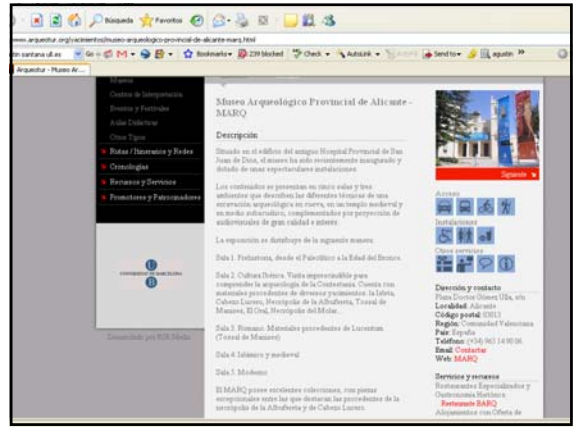 Búsqueda Favoritos
www.arqueotur.org/yacimientos/museo-arqueologico-provincial-de-alicante-marq.html
santana ull.es Go Bookmarks 239 blocked Check AutoLink Send to agustin
Arqueotur - Museo Ar...
Museos
Centros de Interpretación
Eventos y Festivales
Aulas Didácticas
Otros Tipos
Rutas / Itinerarios y Redes
Cronologías
Recursos y Servicios
Promotores y Patrocinadores
UNIVERSITAT DE BARCELONA
Desarrollado por
Media
Museo Arqueológico Provincial de Alicante -
MARQ
Descripción
Situado en el edificio del antiguo Hospital Provincial de San
Juan de Dios, el museo ha sido recientemente inaugurado y
dotado de unas espectaculares instalaciones.
Los contenidos se presentan en cinco salas y tres
ambientes que describen las diferentes técnicas de una
excavación arqueológica en cueva, en un templo medieval y
en medio subacuático, complementados por proyección de
audiovisuales de gran calidad e interés.
La exposición se distribuye de la siguiente manera:
Sala 1. Prehistoria, desde el Paleolítico a la Edad del Bronce.
Sala 2. Cultura Ibérica. Visita imprescindible para
comprender la arqueología de la Contestania. Cuenta con
materiales procedentes de diversos yacimientos: la Isleta,
Cabezo Lucero, Necrópolis de la Albufereta, Tossal de
Manises, El Oral, Necrópolis del Molar.
Sala 3. Romano. Materiales procedentes de Lucentum
(Tossal de Manises)
Sala 4. Islámico y medieval
Sala 5. Moderno
El MARQ posee excelentes colecciones, con piezas
excepcionales entre las que destacan las procedentes de la
necrópolis de la Albufereta y de Cabezo Lucero.
Siguiente
Acceso
Instalaciones
Otros servicios
Dirección y contacto
Plaza Doctor Gómez Ulla, s/n
Localidad: Alicante
Código postal: 03013
Región: Comunidad Valenciana
País: España
Teléfono: (+34) 965 14 90 06
Email: Contactar
Web: MARQ
Servicios y recursos
Restaurantes Especializados y
Gastronomía Histórica:
Restaurante BARQ
Alojamientos con Oferta de